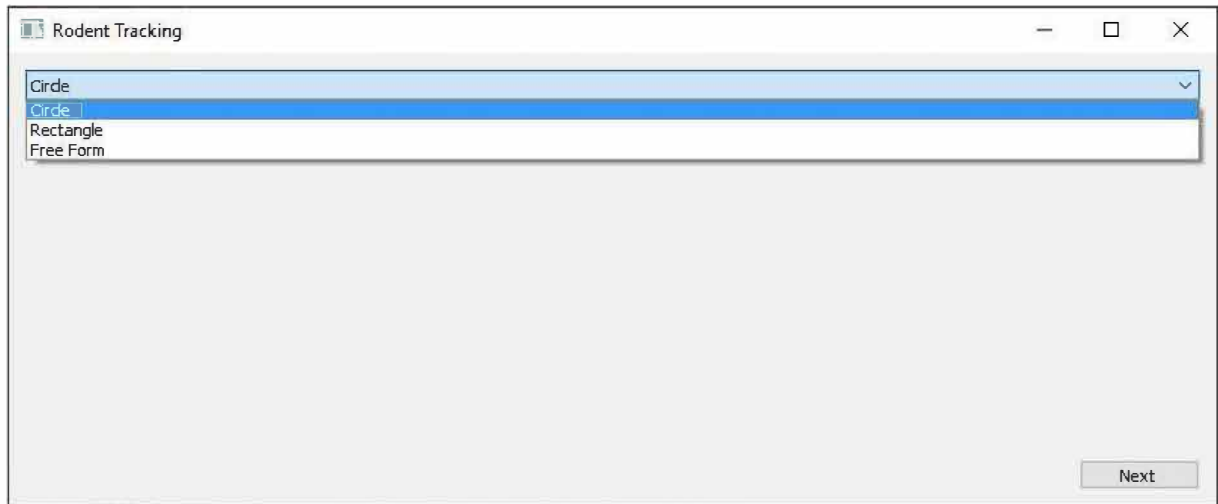 Rodent Tracking
Circle
Circle
Rectangle
Free Form
Next